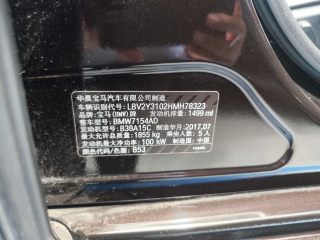 华晨宝马汽车有限公司制造
车辆识别代号: LBV2Y3102HMH78323
品牌: 宝马(BMW)牌 发动机排量: 1499 ml
整车型号: BMW7154AD
发动机型号: B38A15C 制造年月: 2017.07
最大允许总质量: 1855 kg 乘坐人数: 5 人
发动机最大净功率: 100 kW 制造国: 中国
颜色代码/色膜: B53